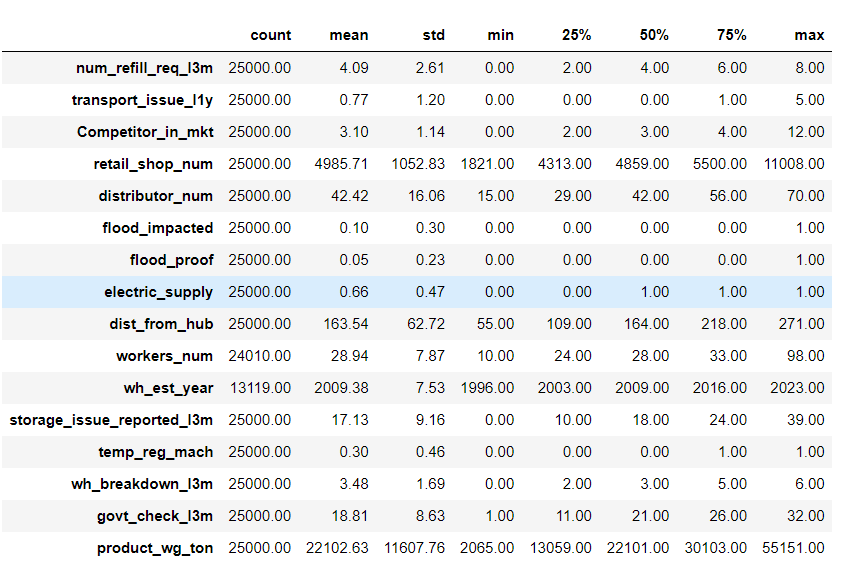 count mean std min 25% 50% 75% max
num_refill_req_l3m 25000.00 4.09 2.61 0.00 2.00 4.00 6.00 8.00
transport_issue_l1y 25000.00 0.77 1.20 0.00 0.00 0.00 1.00 5.00
Competitor_in_mkt 25000.00 3.10 1.14 0.00 2.00 3.00 4.00 12.00
retail_shop_num 25000.00 4985.71 1052.83 1821.00 4313.00 4859.00 5500.00 11008.00
distributor_num 25000.00 42.42 16.06 15.00 29.00 42.00 56.00 70.00
flood_impacted 25000.00 0.10 0.30 0.00 0.00 0.00 0.00 1.00
flood_proof 25000.00 0.05 0.23 0.00 0.00 0.00 0.00 1.00
electric_supply 25000.00 0.66 0.47 0.00 0.00 1.00 1.00 1.00
dist_from_hub 25000.00 163.54 62.72 55.00 109.00 164.00 218.00 271.00
workers_num 24010.00 28.94 7.87 10.00 24.00 28.00 33.00 98.00
wh_est_year 13119.00 2009.38 7.53 1996.00 2003.00 2009.00 2016.00 2023.00
storage_issue_reported_l3m 25000.00 17.13 9.16 0.00 10.00 18.00 24.00 39.00
temp_reg_mach 25000.00 0.30 0.46 0.00 0.00 0.00 1.00 1.00
wh_breakdown_l3m 25000.00 3.48 1.69 0.00 2.00 3.00 5.00 6.00
govt_check_l3m 25000.00 18.81 8.63 1.00 11.00 21.00 26.00 32.00
product_wg_ton 25000.00 22102.63 11607.76 2065.00 13059.00 22101.00 30103.00 55151.00